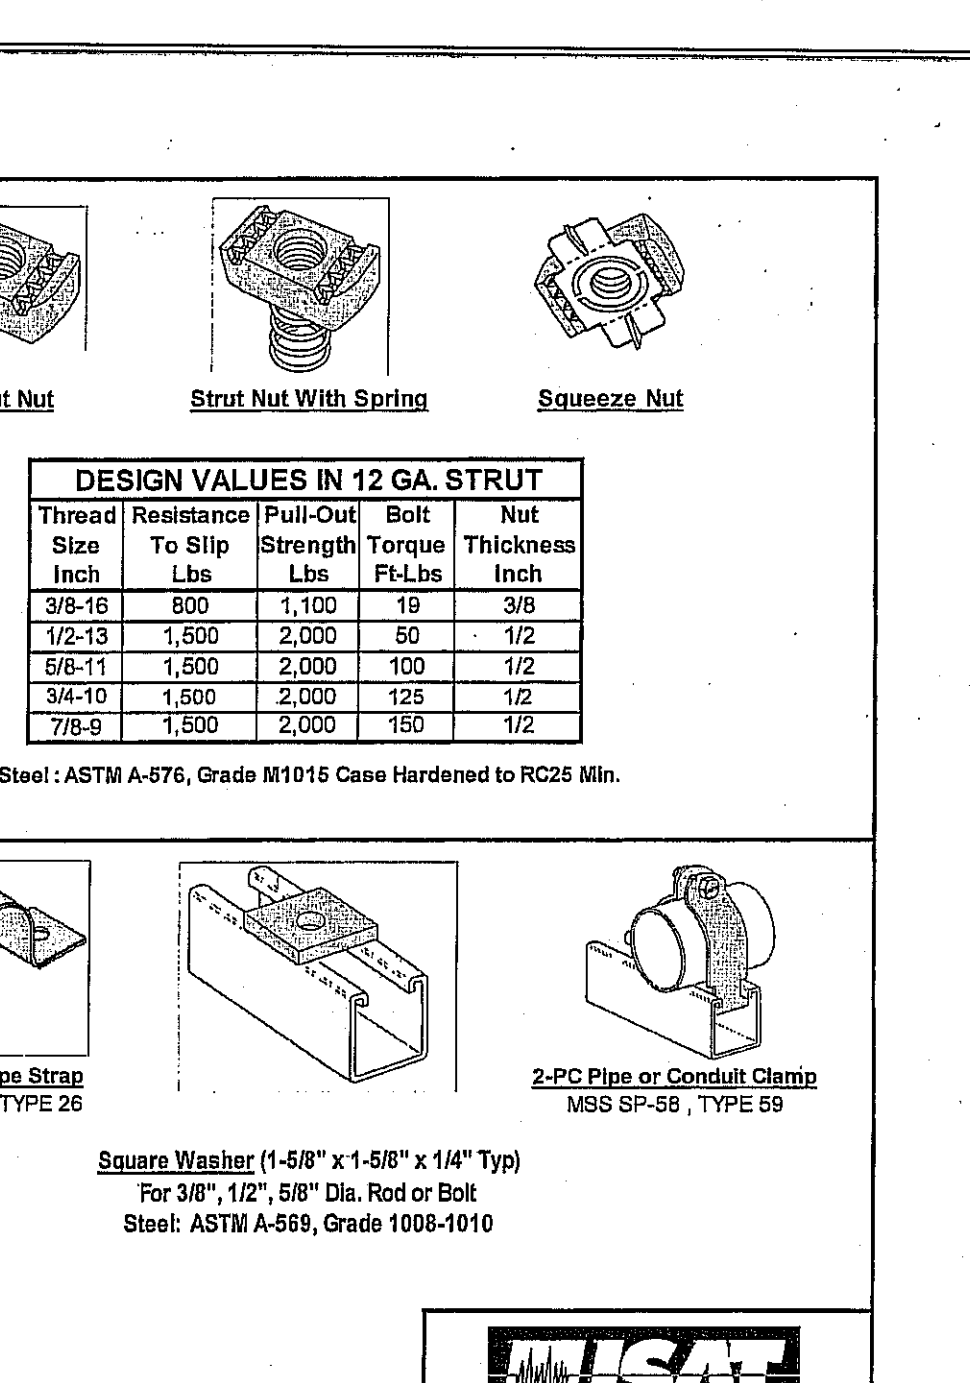 t Nut
Strut Nut With Spring
Squeeze Nut
DESIGN VALUES IN 12 GA. STRUT
Thread Size Inch | Resistance To Slip Lbs | Pull-Out Strength Lbs | Bolt Torque Ft-Lbs | Nut Thickness Inch
3/8-16 800 1,100 19 3/8
1/2-13 1,500 2,000 50 1/2
5/8-11 1,500 2,000 100 1/2
3/4-10 1,500 2,000 125 1/2
7/8-9 1,500 2,000 150 1/2
Steel : ASTM A-576, Grade M1015 Case Hardened to RC25 Min.
pe Strap
TYPE 26
2-PC Pipe or Conduit Clamp
MSS SP-58 , TYPE 59
Square Washer (1-5/8" x 1-5/8" x 1/4" Typ)
For 3/8", 1/2", 5/8" Dia. Rod or Bolt
Steel: ASTM A-569, Grade 1008-1010